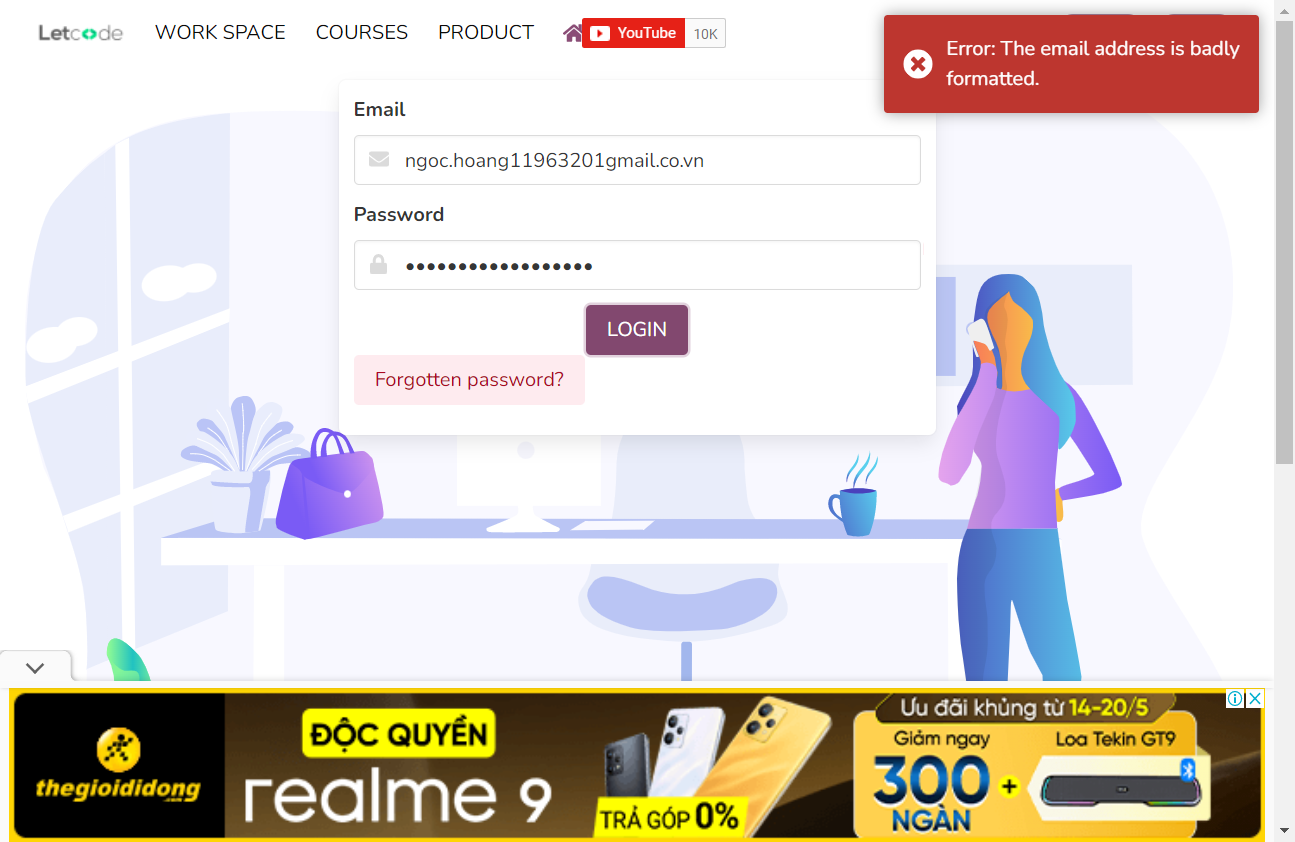 Letcode
WORK SPACE
COURSES
PRODUCT
YouTube
10K
Error: The email address is badly
formatted.
Email
ngoc.hoang11963201gmail.co.vn
Password
LOGIN
Forgotten password?
thegioididong
.com
ĐỘC QUYỀN
realme 9
TRẢ GÓP 0%
Ưu đãi khủng từ 14-20/5
Giảm ngay
300
NGÀN
+
Loa Tekin GT9